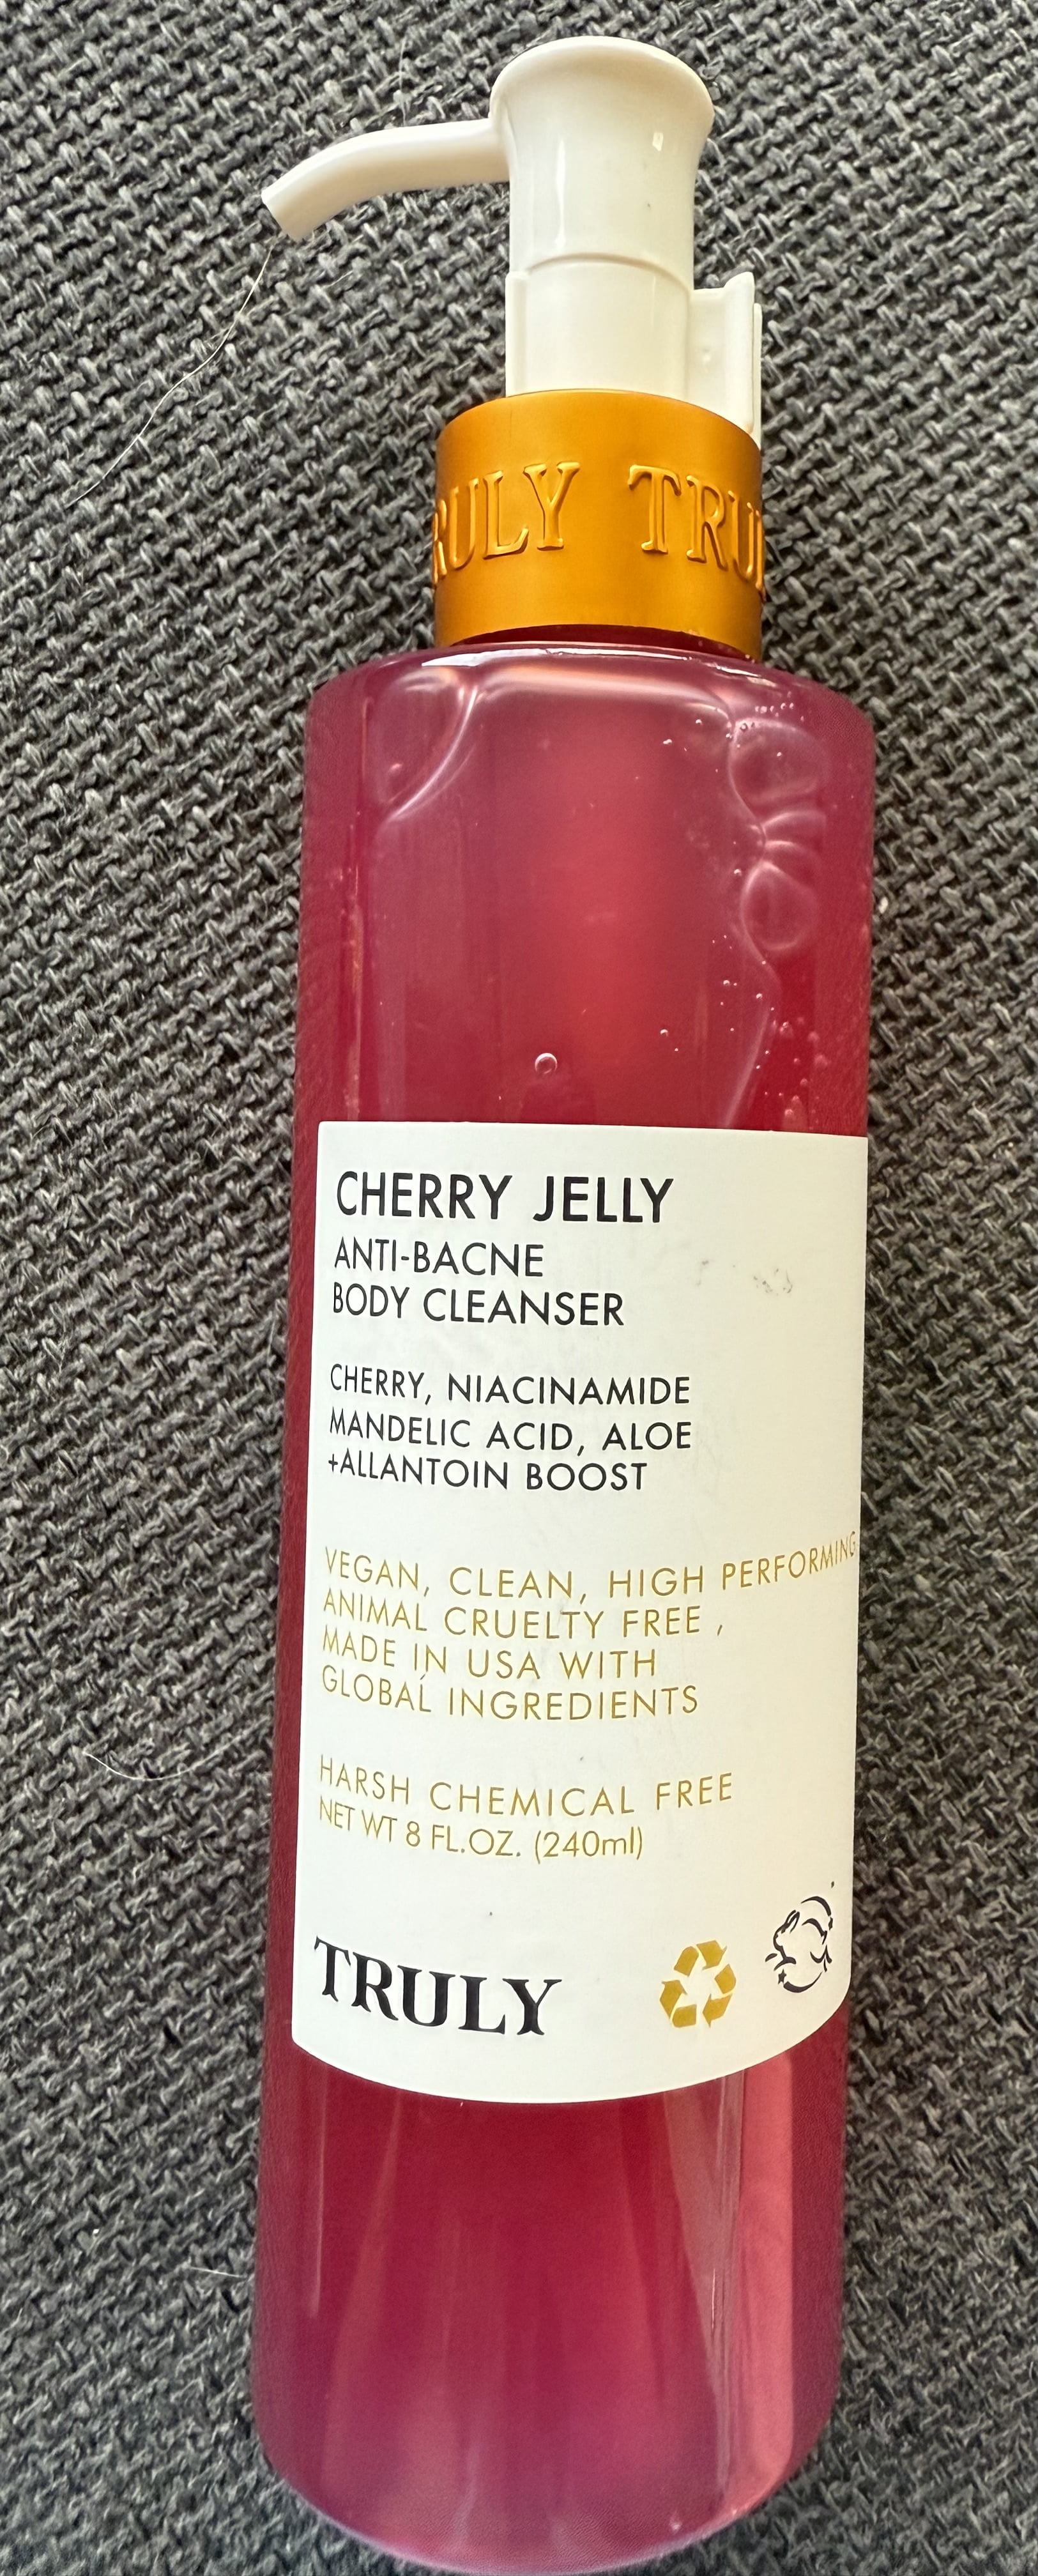 RULY TRU
CHERRY JELLY
ANTI-BACNE
BODY CLEANSER
CHERRY, NIACINAMIDE
MANDELIC ACID, ALOE
+ALLANTOIN BOOST
VEGAN, CLEAN, HIGH PERFORMING
ANIMAL CRUELTY FREE ,
MADE IN USA WITH
GLOBAL INGREDIENTS
HARSH CHEMICAL FREE
NET WT 8 FL.OZ. (240ml)
TRULY